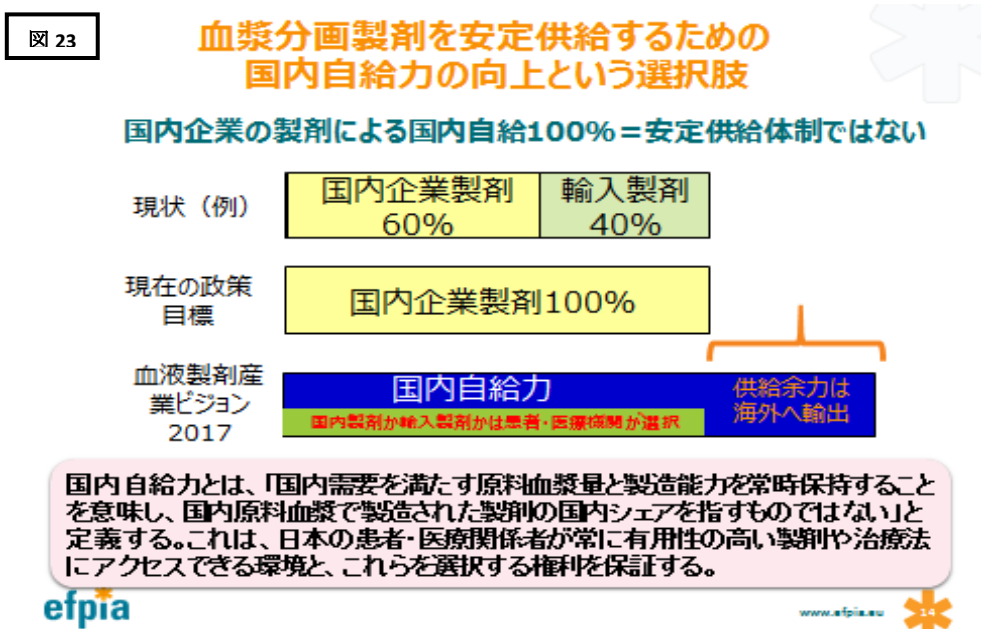 図 23
血漿分画製剤を安定供給するための
国内自給力の向上という選択肢
国内企業の製剤による国内自給100%＝安定供給体制ではない
現状（例）
国内企業製剤
60%
輸入製剤
40%
現在の政策
目標
国内企業製剤100%
血液製剤産
業ビジョン
2017
国内自給力
国内製剤か輸入製剤かは患者・医療機関が選択
供給余力は
海外へ輸出
国内自給力とは、「国内需要を満たす原料血漿量と製造能力を常時保持すること
を意味し、国内原料血漿で製造された製剤の国内シェアを指すものではない」と
定義する。これは、日本の患者・医療関係者が常に有用性の高い製剤や治療法
にアクセスできる環境と、これらを選択する権利を保証する。
efpia
www.efpia.eu
14